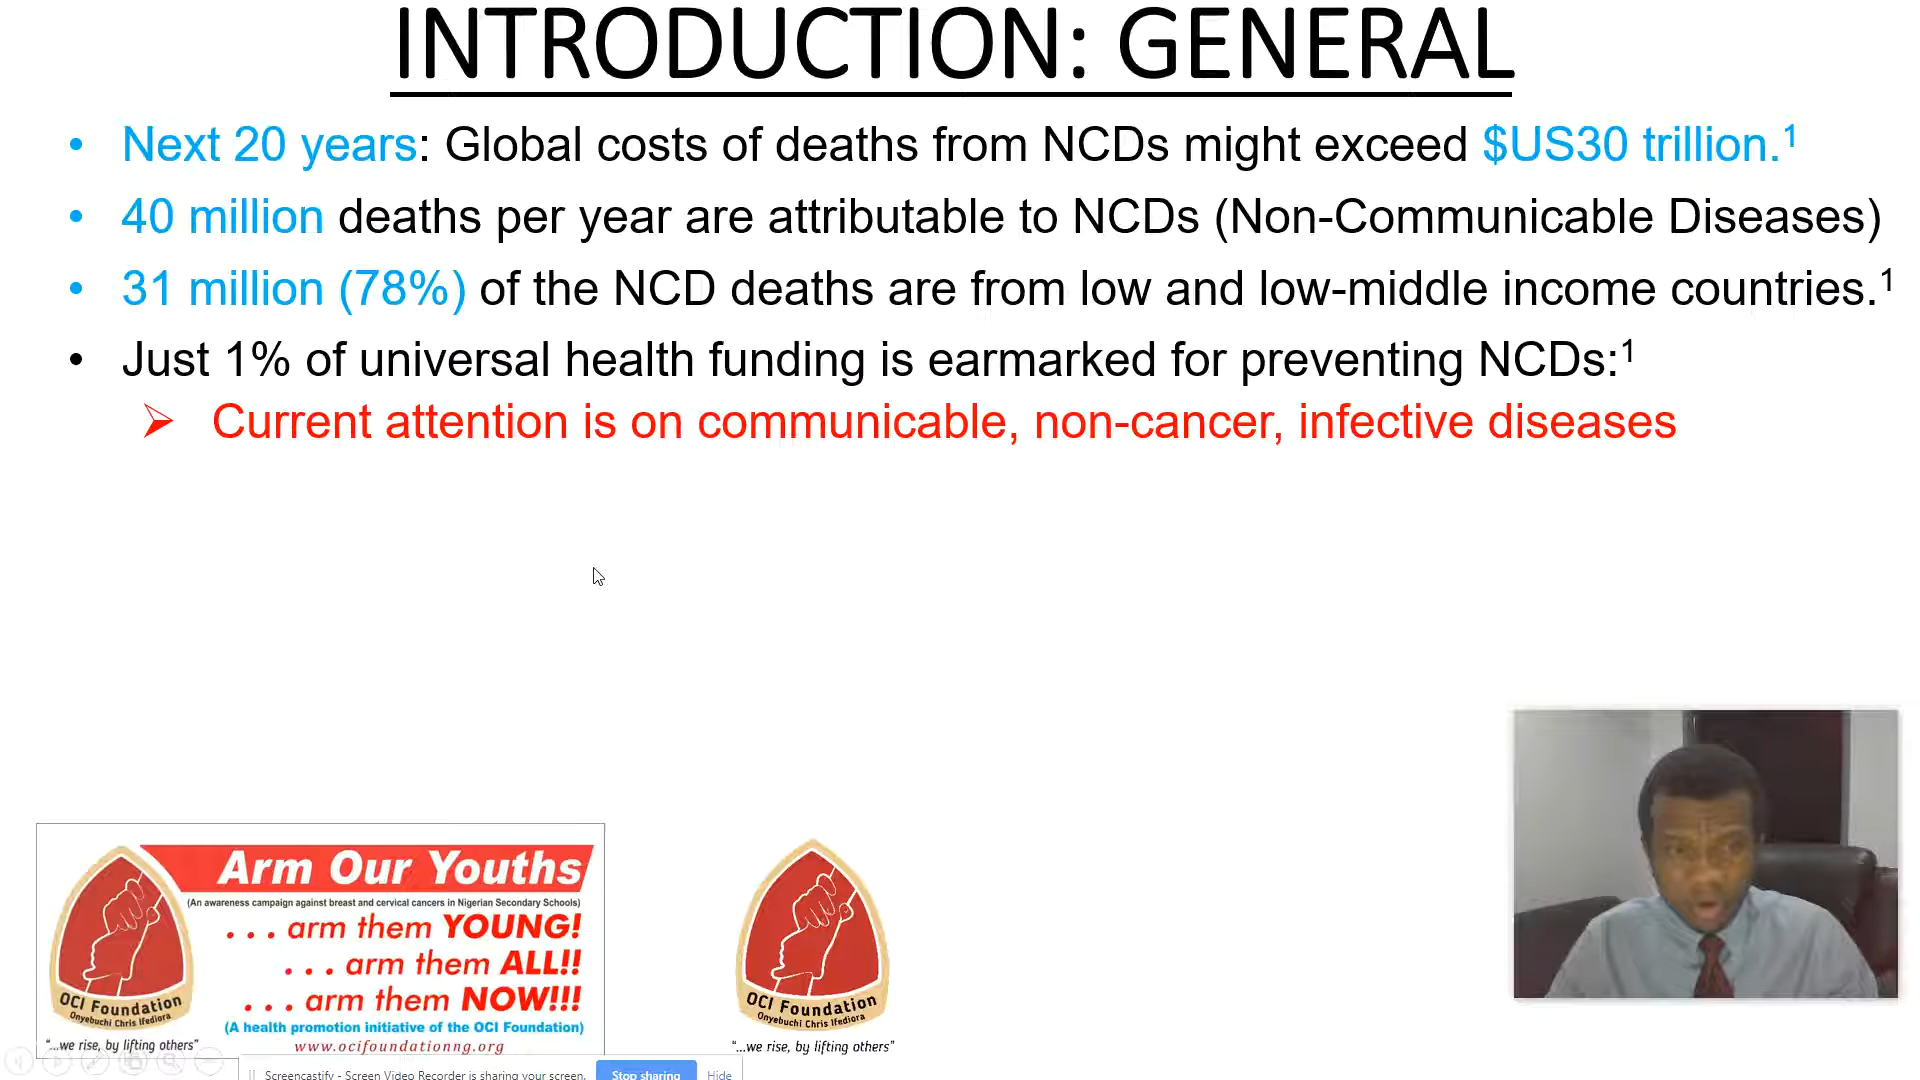 INTRODUCTION: GENERAL
• Next 20 years: Global costs of deaths from NCDs might exceed $US30 trillion.¹
• 40 million deaths per year are attributable to NCDs (Non-Communicable Diseases)
• 31 million (78%) of the NCD deaths are from low and low-middle income countries.¹
• Just 1% of universal health funding is earmarked for preventing NCDs:¹
➢ Current attention is on communicable, non-cancer, infective diseases
Arm Our Youths
(An awareness campaign against breast and cervical cancers in Nigerian Secondary Schools)
. . . arm them YOUNG!
. . . arm them ALL!!
. . . arm them NOW!!!
(A health promotion initiative of the OCI Foundation)
www.ocifoundationng.org
OCI Foundation
Onyebuchi Chris Ifediora
"...we rise, by lifting others"
OCI Foundation
Onyebuchi Chris Ifediora
"...we rise, by lifting others"
Screencastify - Screen Video Recorder is sharing your screen.
Stop sharing
Hide